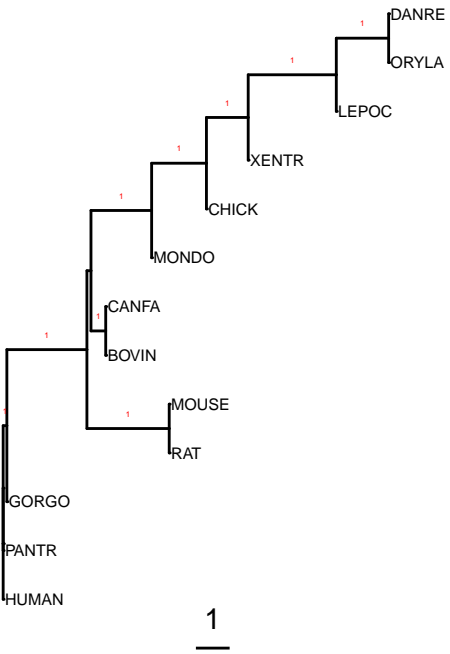 DANRE
1
ORYLA
1
LEPOC
1
XENTR
1
CHICK
1
MONDO
CANFA
1
BOVIN
1
MOUSE
1
1
RAT
GORGO
PANTR
HUMAN
1